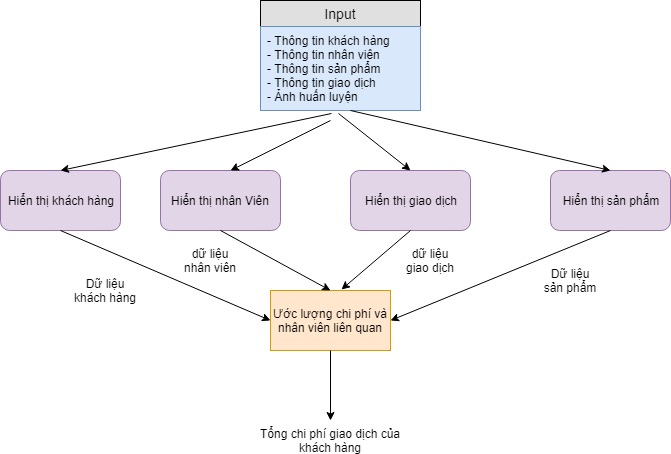 Input
- Thông tin khách hàng
- Thông tin nhân viên
- Thông tin sản phẩm
- Thông tin giao dịch
- Ảnh huấn luyện
Hiển thị khách hàng
Hiển thị nhân Viên
Hiển thị giao dịch
Hiển thị sản phẩm
Dữ liệu
khách hàng
dữ liệu
nhân viên
dữ liệu
giao dịch
Dữ liệu
sản phẩm
Ước lượng chi phí và
nhân viên liên quan
Tổng chi phí giao dịch của
khách hàng